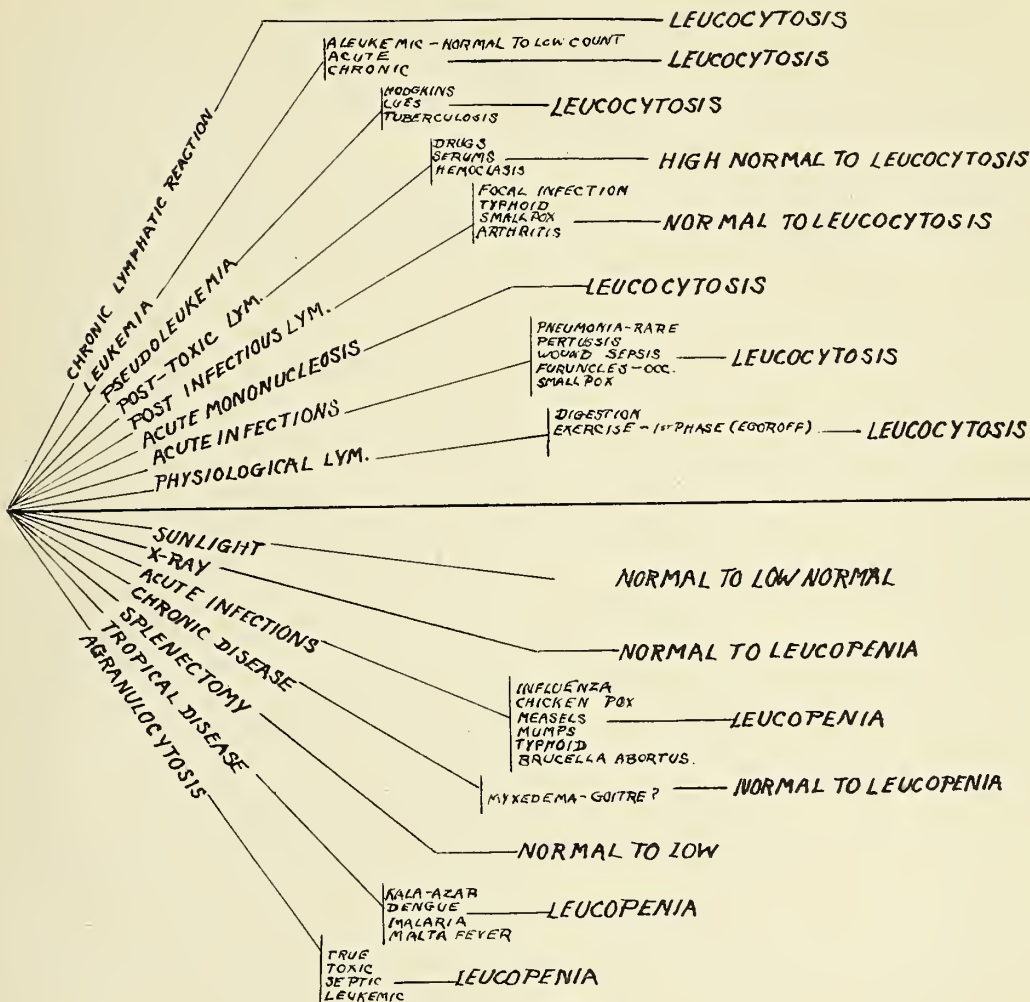 CHRONIC LYMPHATIC REACTION
LEUCOCYTOSIS
LEUKEMIA
ALEUKEMIC - NORMAL TO LOW COUNT
ACUTE
CHRONIC
LEUCOCYTOSIS
PSEUDOLEUKEMIA
HODGKINS
LUES
TUBERCULOSIS
LEUCOCYTOSIS
POST-TOXIC LYM.
DRUGS
SERUMS
HEMOCLASIS
HIGH NORMAL TO LEUCOCYTOSIS
POST INFECTIOUS LYM.
FOCAL INFECTION
TYPHOID
SMALL POX
ARTHRITIS
NORMAL TO LEUCOCYTOSIS
ACUTE MONONUCLEOSIS
LEUCOCYTOSIS
ACUTE INFECTIONS
PNEUMONIA-RARE
PERTUSSIS
WOUND SEPSIS
FURUNCLES-OCC.
SMALL POX
LEUCOCYTOSIS
PHYSIOLOGICAL LYM.
DIGESTION
EXERCISE - 1ST PHASE (EGOROFF)
LEUCOCYTOSIS
SUNLIGHT
NORMAL TO LOW NORMAL
X-RAY
NORMAL TO LEUCOPENIA
ACUTE INFECTIONS
INFLUENZA
CHICKEN POX
MEASELS
MUMPS
TYPHOID
BRUCELLA ABORTUS.
LEUCOPENIA
CHRONIC DISEASE
MYXEDEMA-GOITRE?
NORMAL TO LEUCOPENIA
SPLENECTOMY
NORMAL TO LOW
TROPICAL DISEASE
KALA-AZAR
DENGUE
MALARIA
MALTA FEVER
LEUCOPENIA
AGRANULOCYTOSIS
TRUE
TOXIC
SEPTIC
LEUKEMIC
LEUCOPENIA